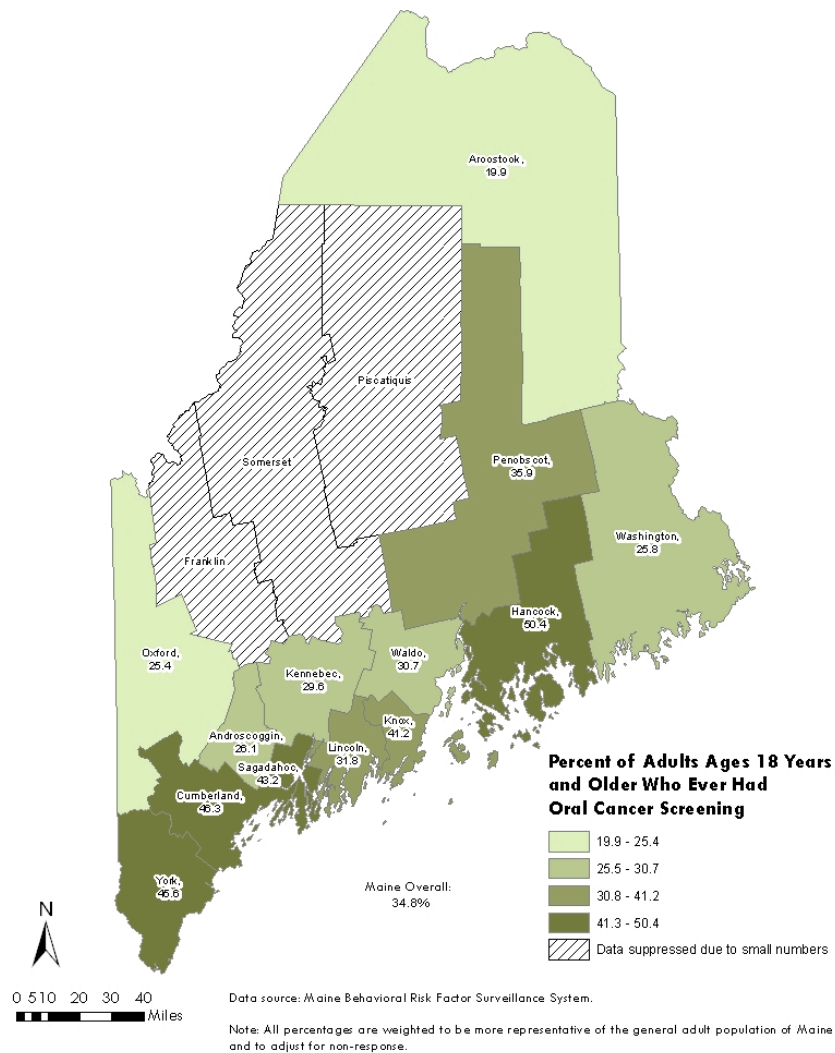 Aroostook,
19.9
Piscatiquis
Somerset
Penobscot,
35.9
Washington,
25.8
Franklin
Hancock,
50.4
Oxford,
25.4
Waldo,
30.7
Kennebec,
29.6
Knox,
41.2
Androscoggin,
26.1
Lincoln,
31.8
Sagadahoc,
43.2
Cumberland,
46.3
York,
45.6
Percent of Adults Ages 18 Years
and Older Who Ever Had
Oral Cancer Screening
19.9 - 25.4
25.5 - 30.7
30.8 - 41.2
41.3 - 50.4
Data suppressed due to small numbers
Maine Overall:
34.8%
N
0 5 10 20 30 40
Miles
Data source: Maine Behavioral Risk Factor Surveillance System.
Note: All percentages are weighted to be more representative of the general adult population of Maine
and to adjust for non-response.